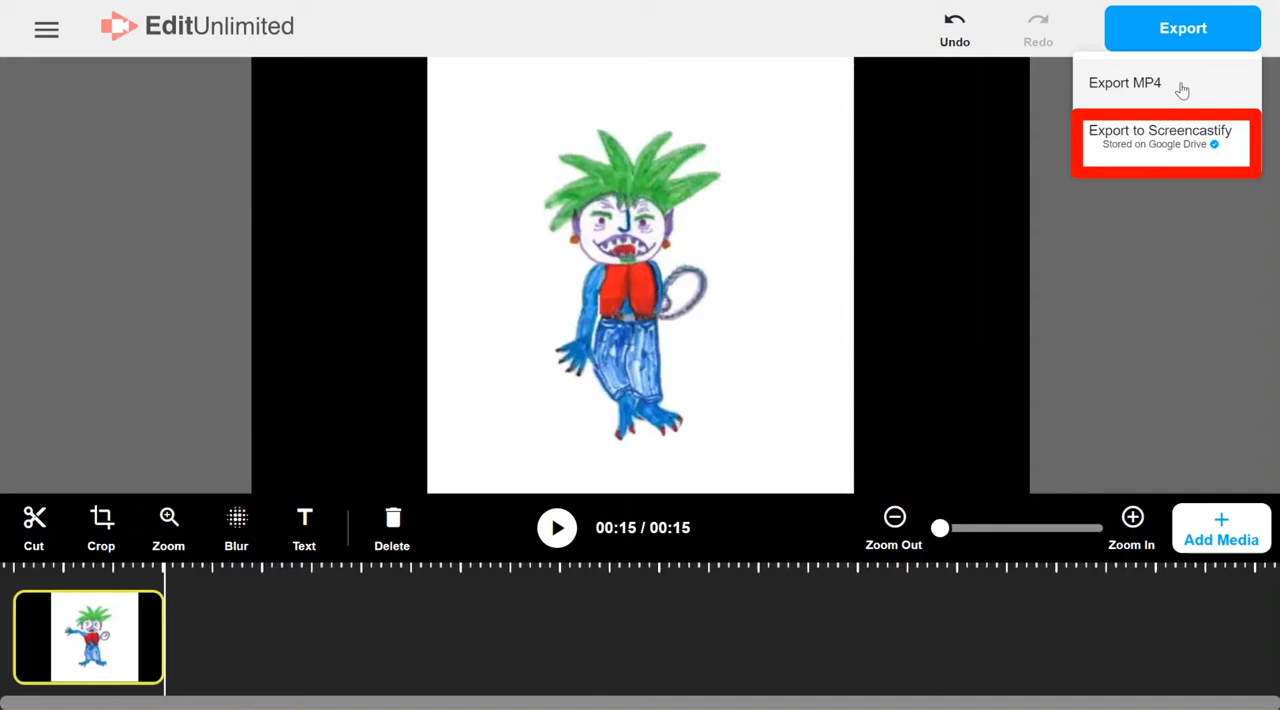 EditUnlimited
Undo
Redo
Export
Export MP4
Export to Screencastify
Stored on Google Drive
Cut
Crop
Zoom
Blur
T
Text
Delete
00:15 / 00:15
Zoom Out
Zoom In
+
Add Media